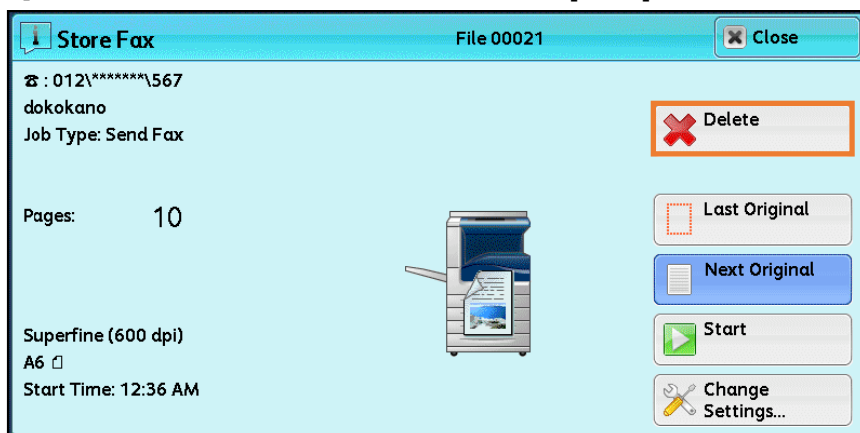 Store Fax
File 00021
Close
☎ : 012\*******\567
dokokano
Job Type: Send Fax
Delete
Pages: 10
Last Original
Next Original
Superfine (600 dpi)
Start
A6
Start Time: 12:36 AM
Change
Settings...